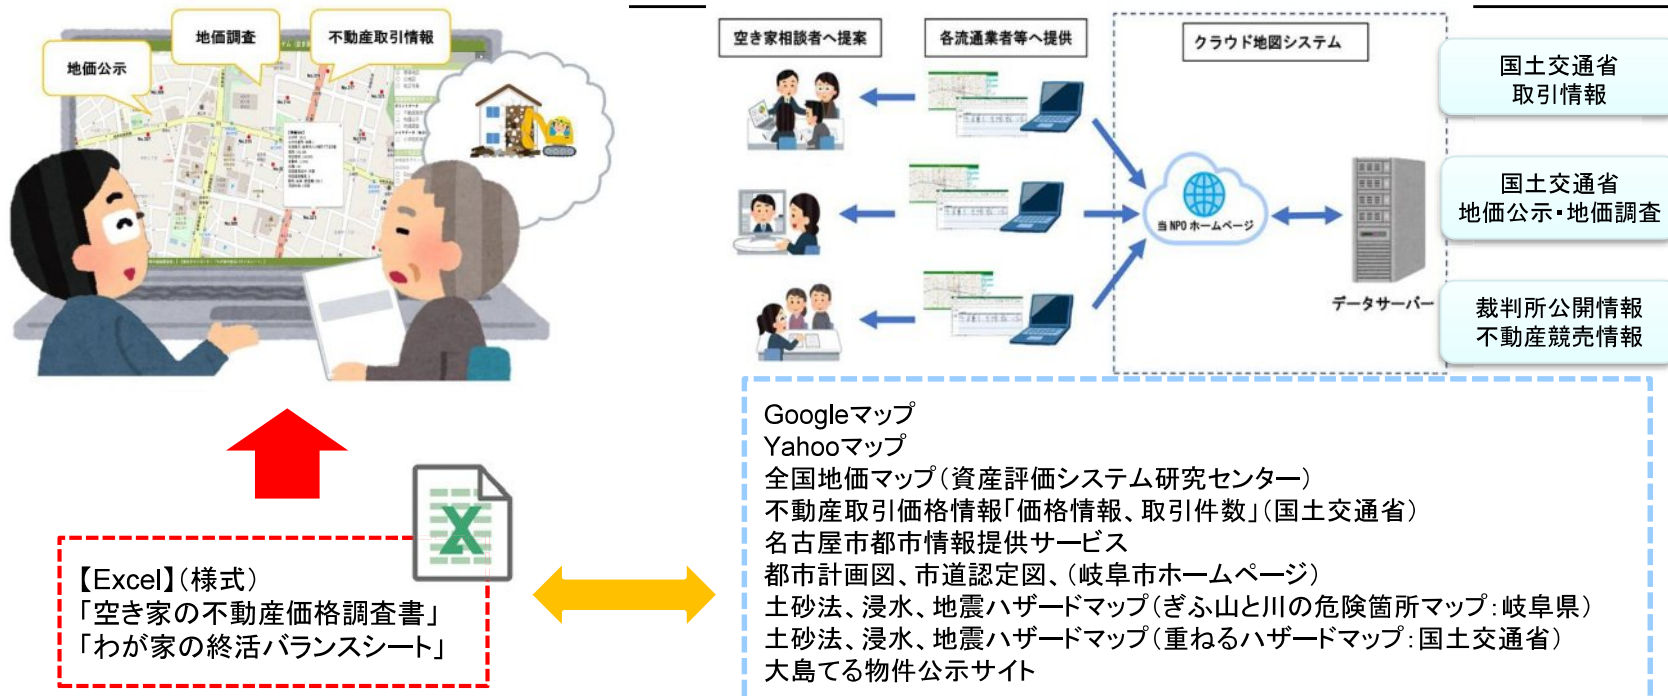 地価公示
地価調査
不動産取引情報
空き家相談者へ提案
各流通業者等へ提供
クラウド地図システム
当NPOホームページ
データサーバー
国土交通省
取引情報
国土交通省
地価公示・地価調査
裁判所公開情報
不動産競売情報
【Excel】(様式)
「空き家の不動産価格調査書」
「わが家の終活バランスシート」
Googleマップ
Yahooマップ
全国地価マップ(資産評価システム研究センター)
不動産取引価格情報「価格情報、取引件数」(国土交通省)
名古屋市都市情報提供サービス
都市計画図、市道認定図、(岐阜市ホームページ)
土砂法、浸水、地震ハザードマップ(ぎふ山と川の危険箇所マップ:岐阜県)
土砂法、浸水、地震ハザードマップ(重ねるハザードマップ:国土交通省)
大島てる物件公示サイト